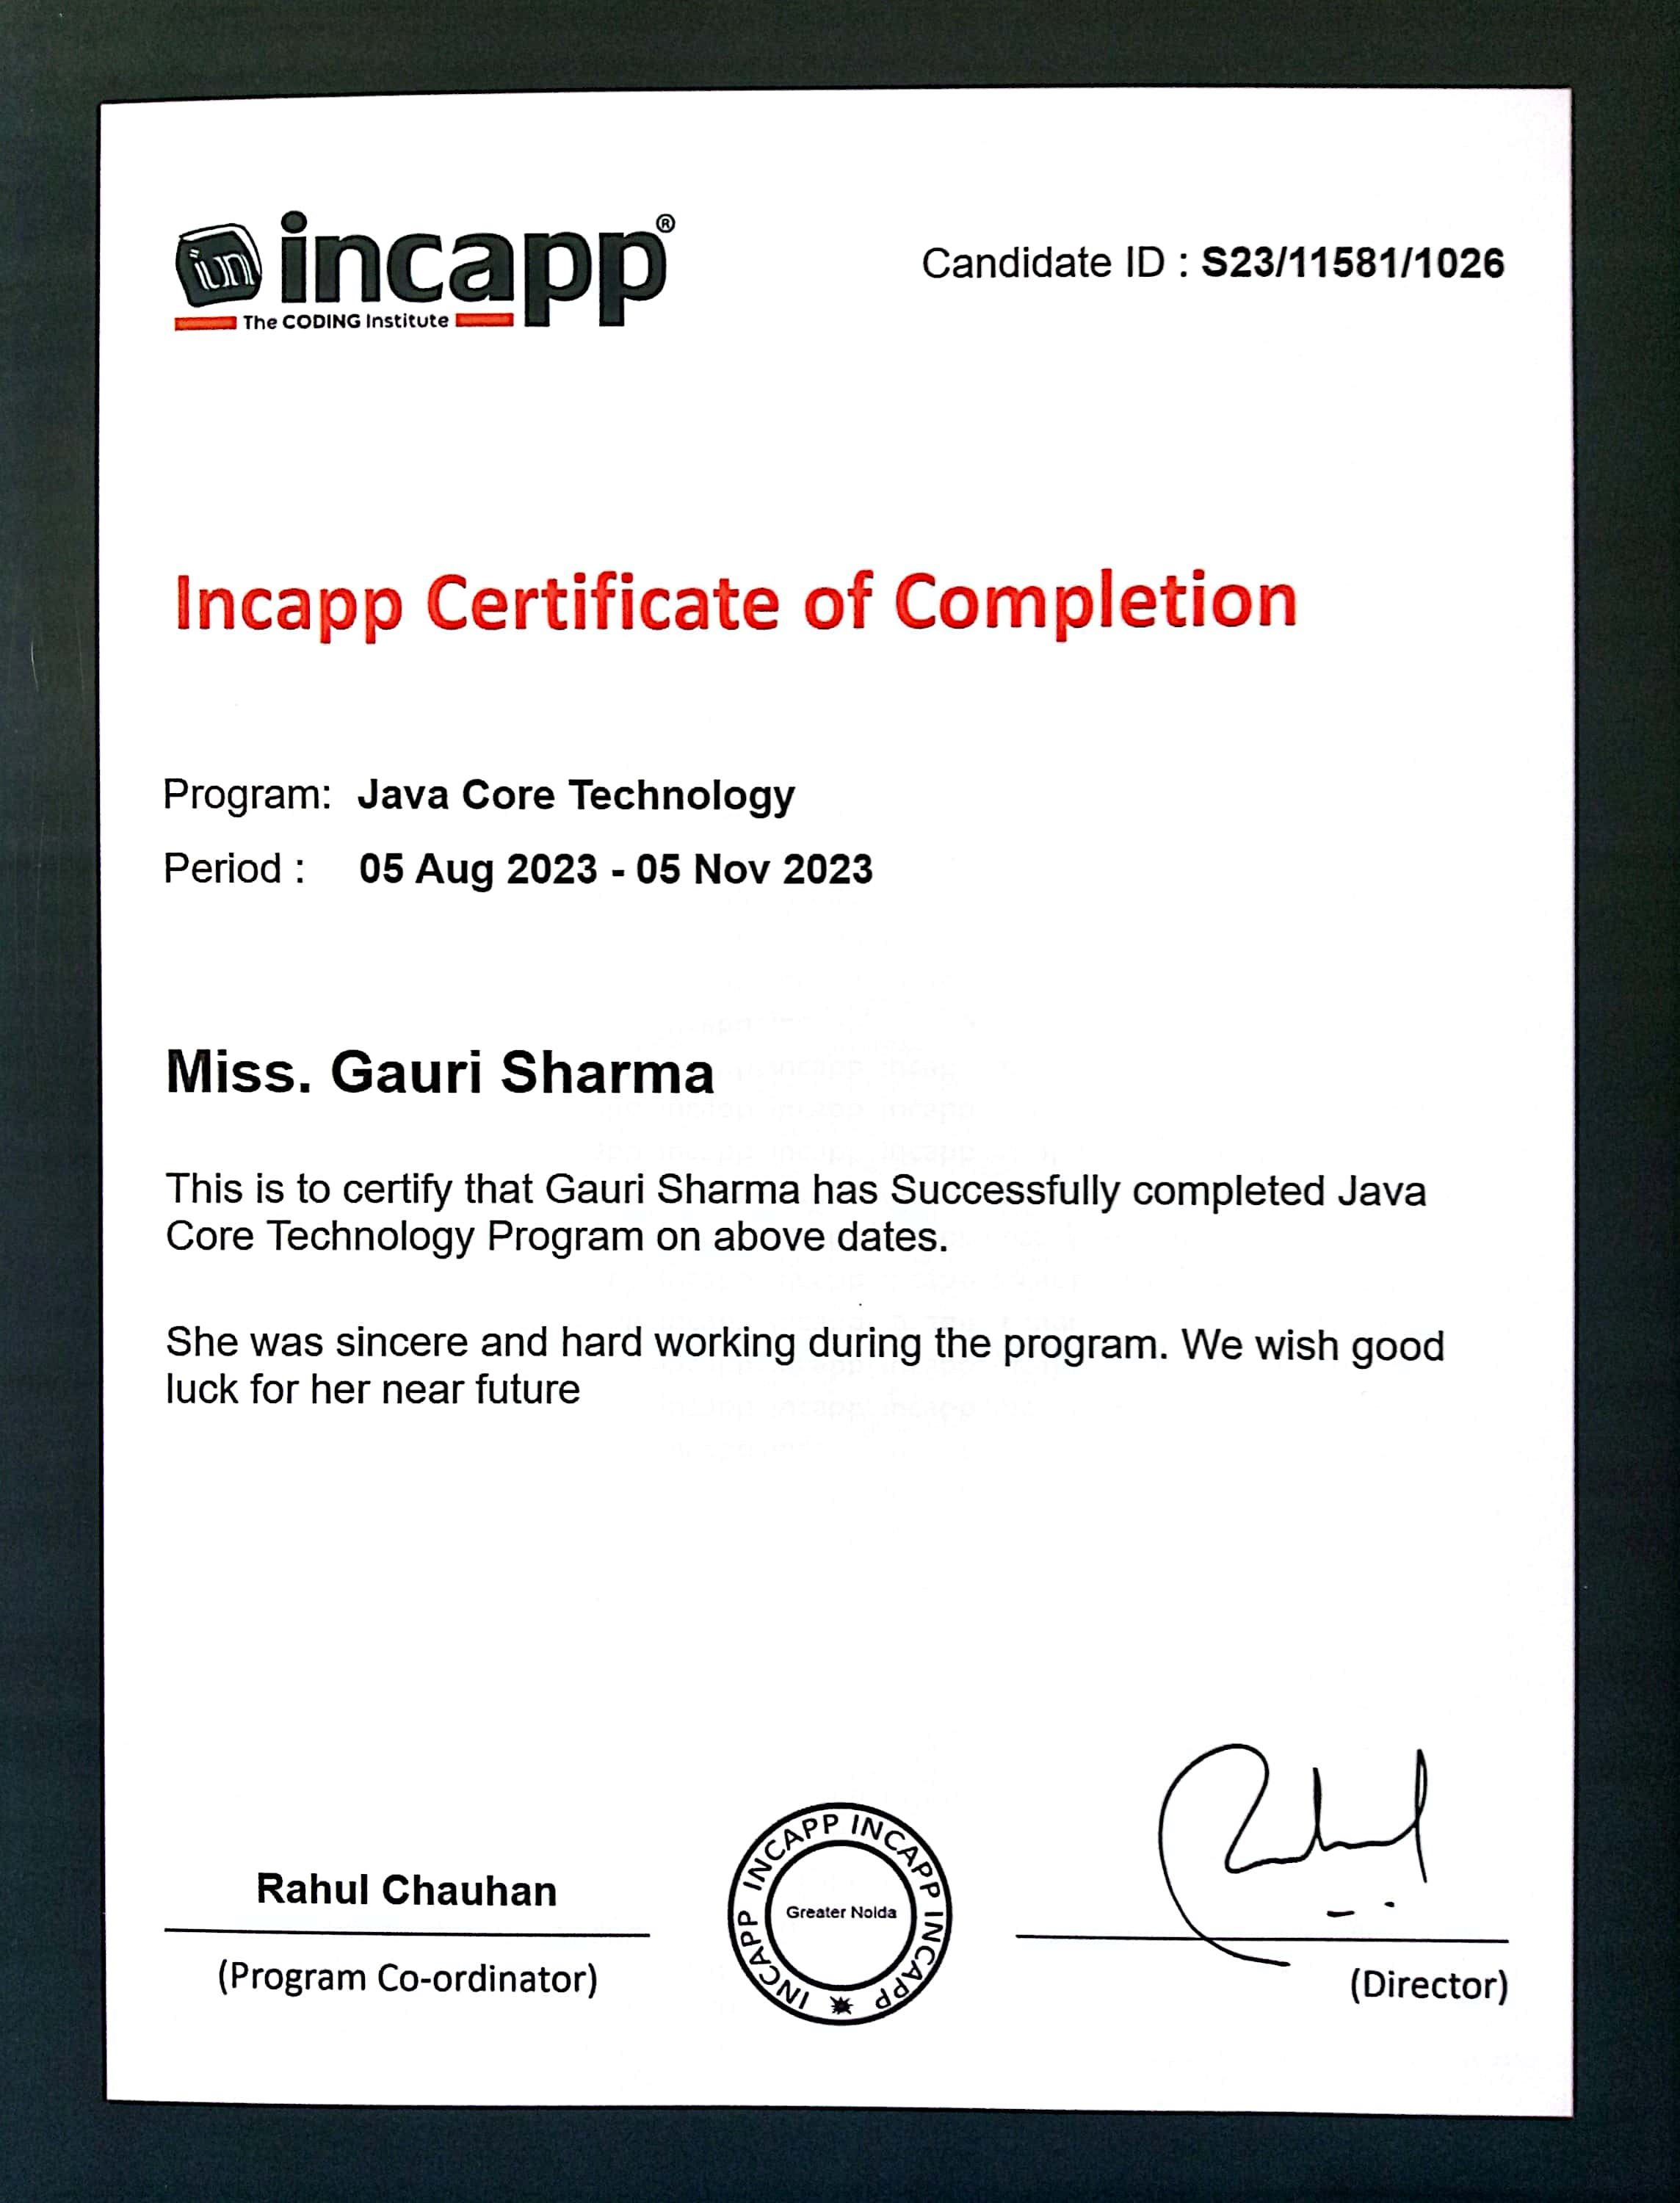 in incapp®
The CODING Institute
Candidate ID : S23/11581/1026
Incapp Certificate of Completion
Program: Java Core Technology
Period : 05 Aug 2023 - 05 Nov 2023
Miss. Gauri Sharma
This is to certify that Gauri Sharma has Successfully completed Java
Core Technology Program on above dates.
She was sincere and hard working during the program. We wish good
luck for her near future
Rahul Chauhan
(Program Co-ordinator)
INCAPP INCAPP INCAPP INCAPP
Greater Noida
Rahul
(Director)